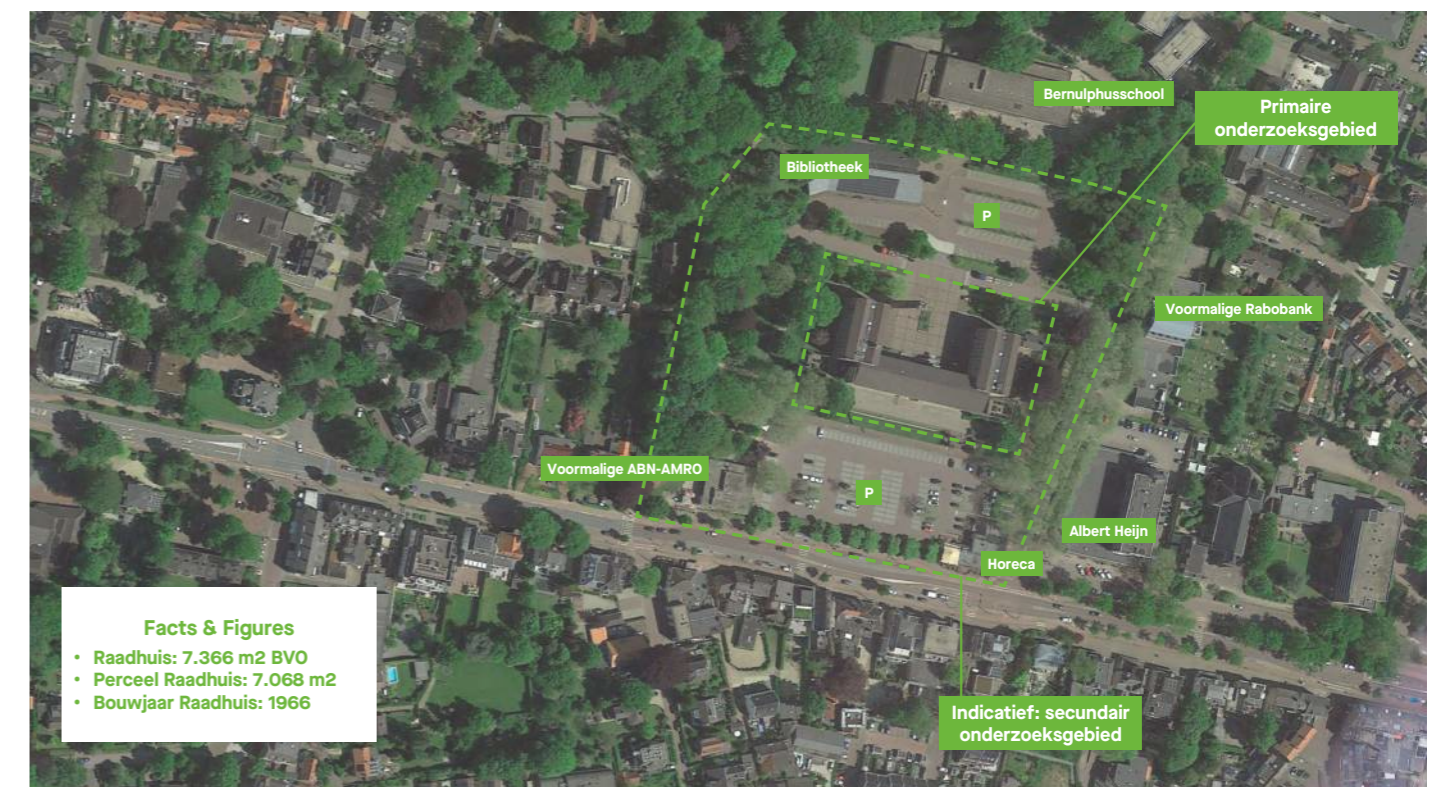 Bernulphusschool
Primaire
onderzoeksgebied
Bibliotheek
P
Voormalige Rabobank
Voormalige ABN-AMRO
P
Albert Heijn
Horeca
Facts & Figures
• Raadhuis: 7.366 m2 BVO
• Perceel Raadhuis: 7.068 m2
• Bouwjaar Raadhuis: 1966
Indicatief: secundair
onderzoeksgebied